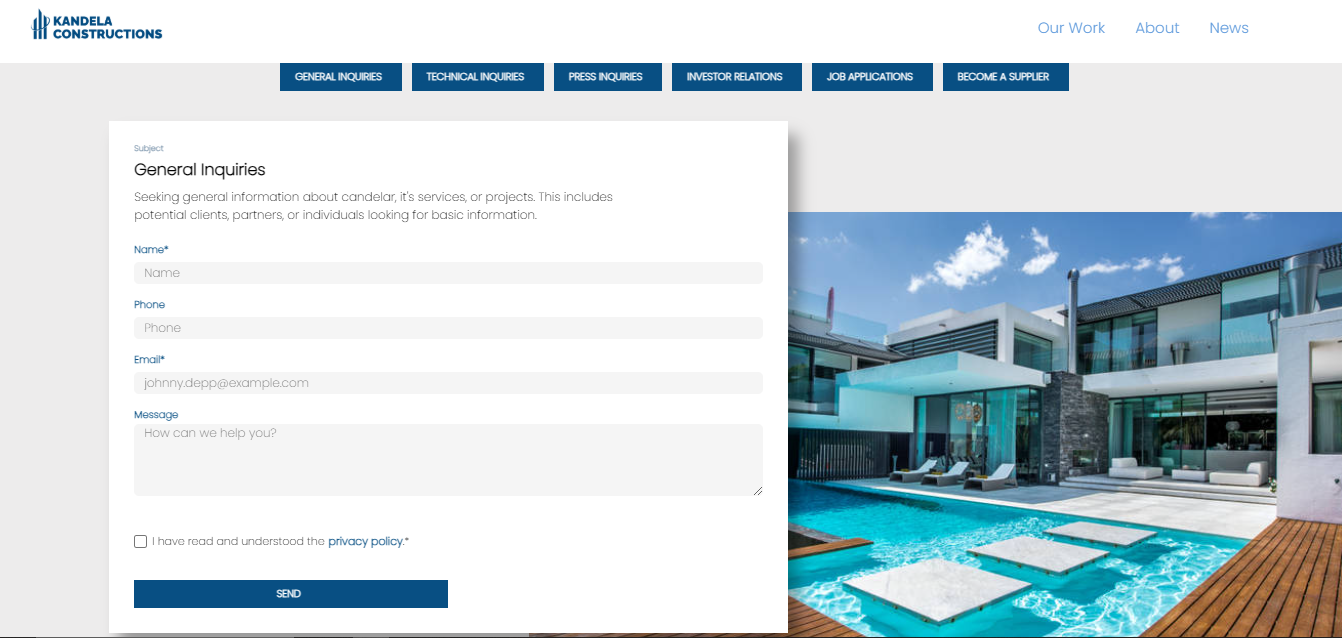 KANDELA
CONSTRUCTIONS
Our Work About News
GENERAL INQUIRIES TECHNICAL INQUIRIES PRESS INQUIRIES INVESTOR RELATIONS JOB APPLICATIONS BECOME A SUPPLIER
Subject
General Inquiries
Seeking general information about candelar, it's services, or projects. This includes
potential clients, partners, or individuals looking for basic information.
Name*
Name
Phone
Phone
Email*
johnny.depp@example.com
Message
How can we help you?
I have read and understood the privacy policy.*
SEND